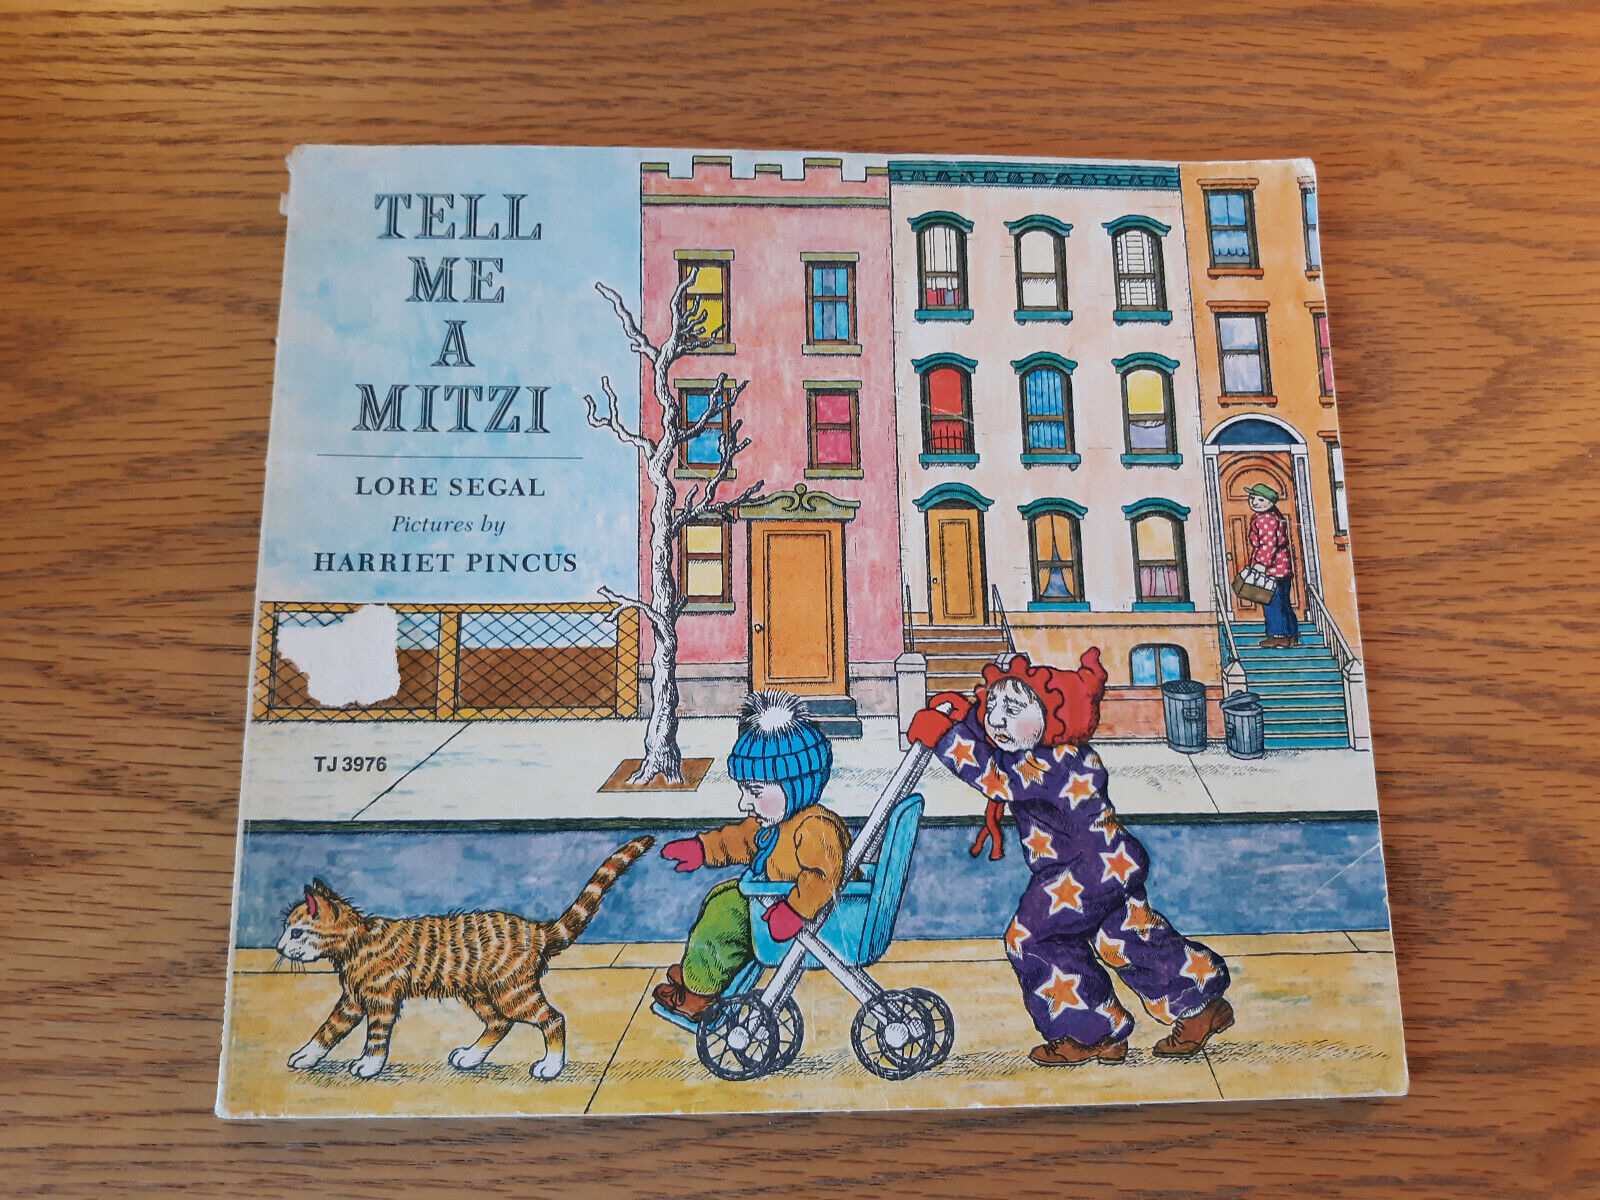 TELL
ME
A
MITZI
LORE SEGAL
Pictures by
HARRIET PINCUS
TJ 3976